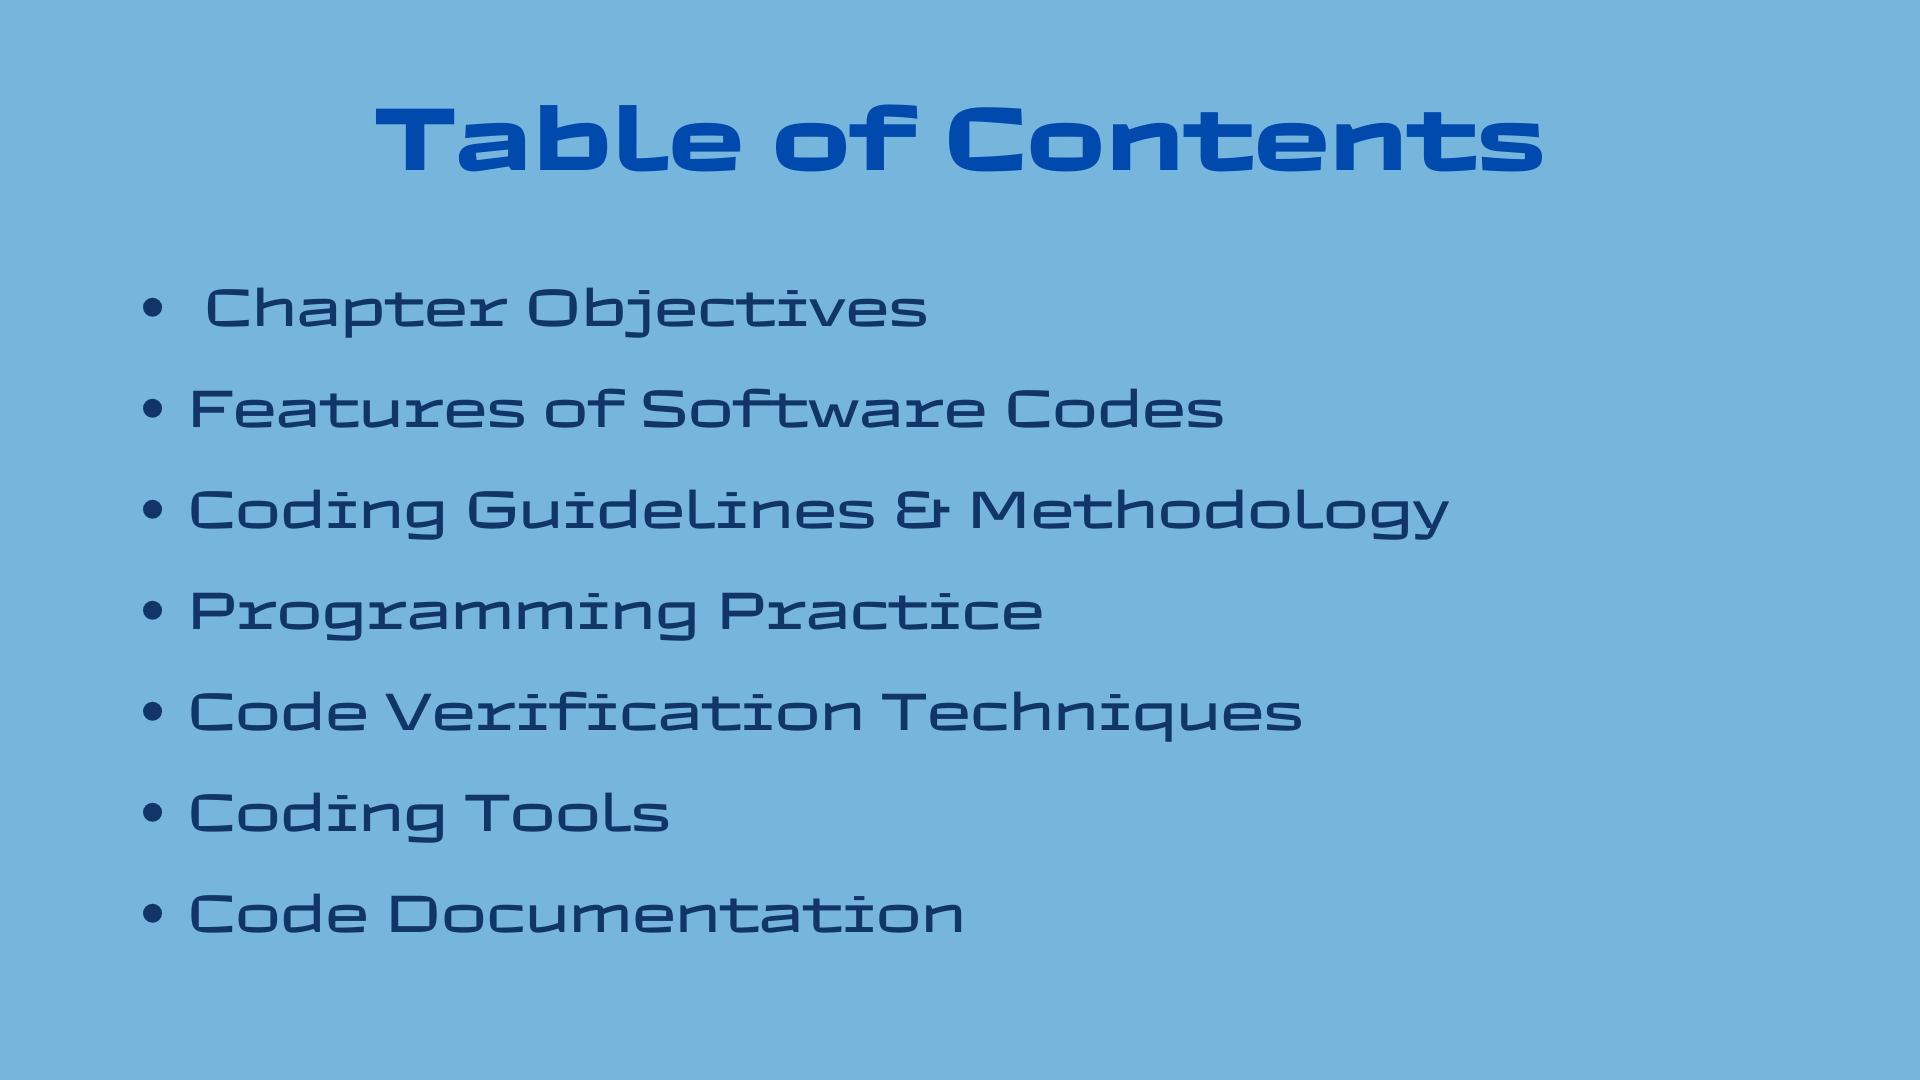 Table of Contents
• Chapter Objectives
• Features of Software Codes
• Coding Guidelines & Methodology
• Programming Practice
• Code Verification Techniques
• Coding Tools
• Code Documentation